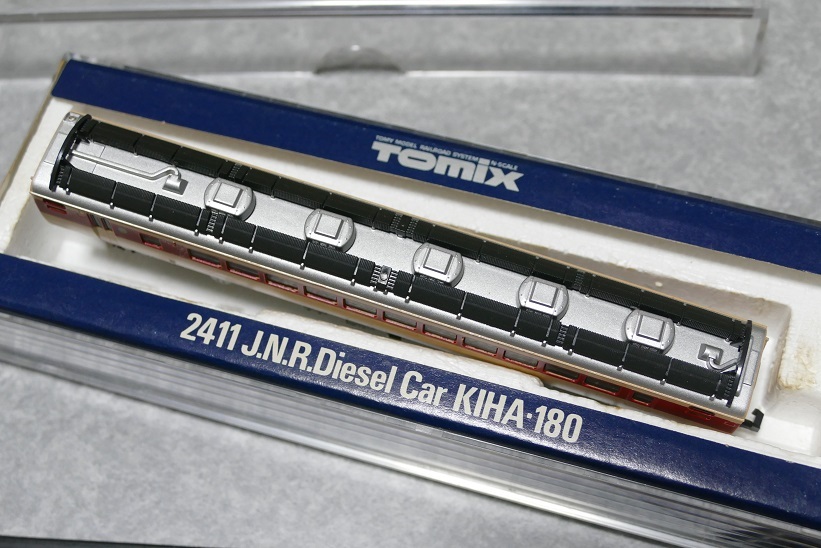 TOMY MODEL RAILROAD SYSTEM N-SCALE
TOMIX
2411 J.N.R. Diesel Car KIHA·180